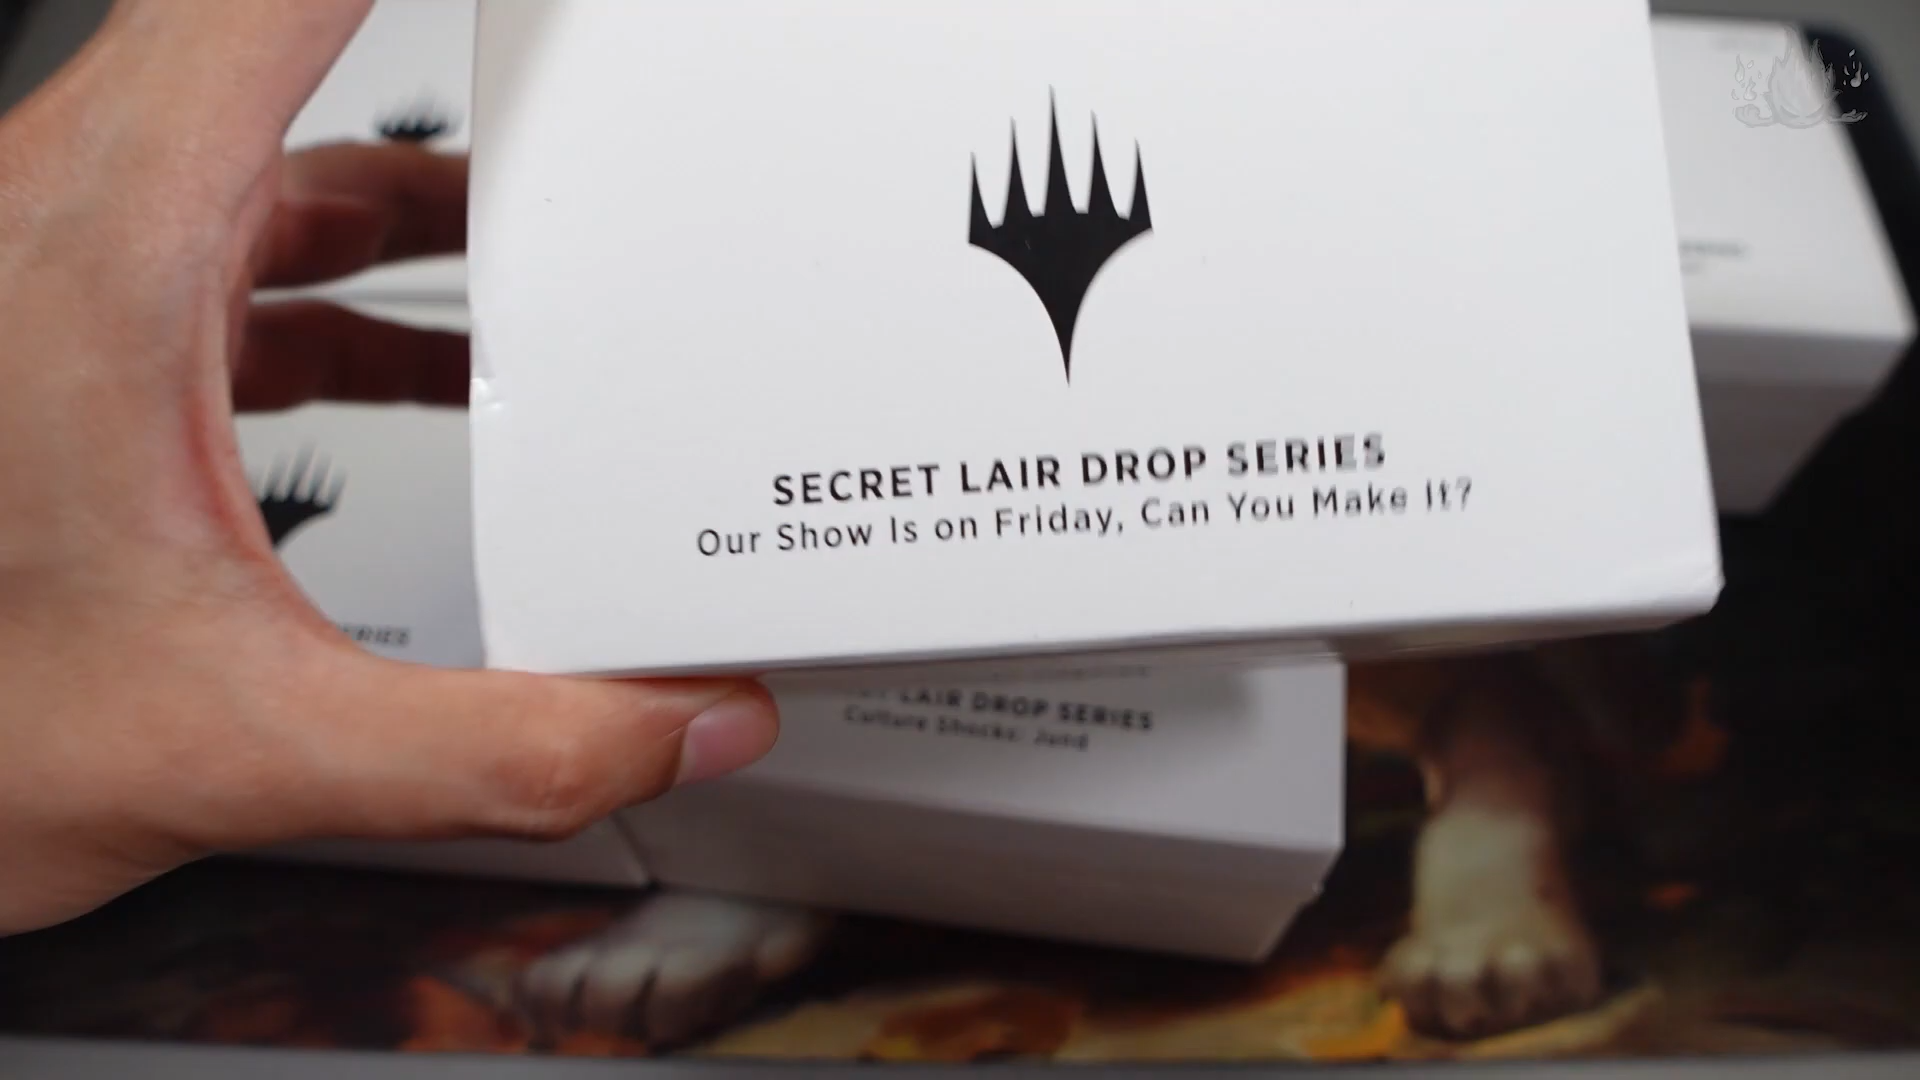 SECRET LAIR DROP SERIES
Our Show Is on Friday, Can You Make It?
ERIES
LAIR DROP SERIES
Culture Shocks: Jund